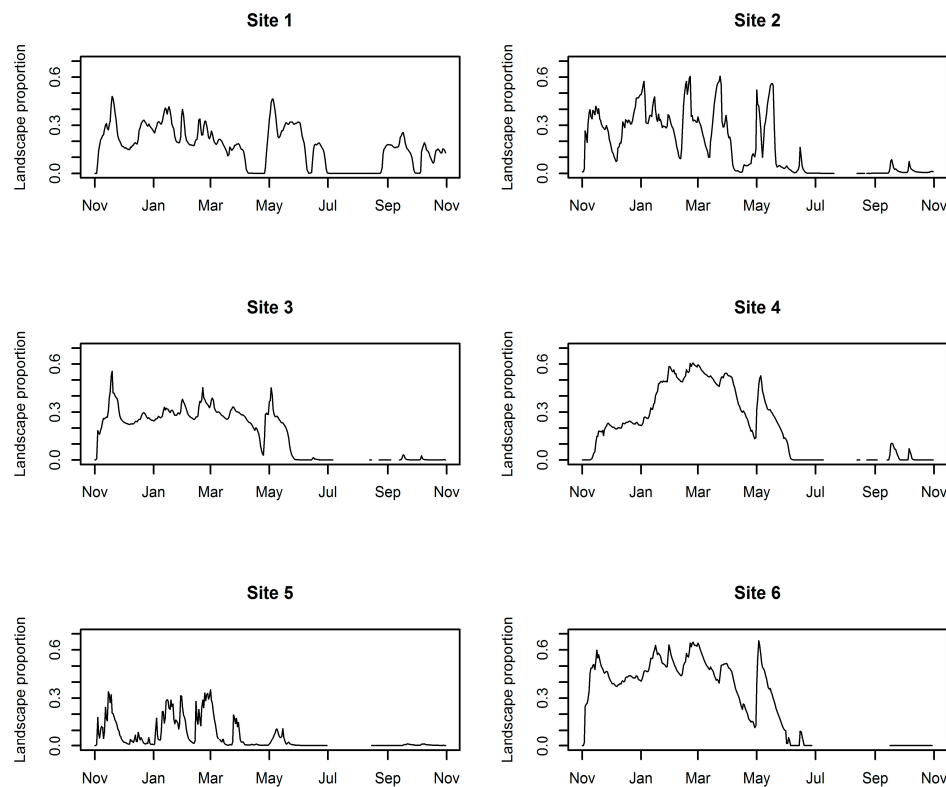 Site 1
Landscape proportion
0.6
0.3
0.0
Nov Jan Mar May Jul Sep Nov
Site 2
Landscape proportion
0.6
0.3
0.0
Nov Jan Mar May Jul Sep Nov
Site 3
Landscape proportion
0.6
0.3
0.0
Nov Jan Mar May Jul Sep Nov
Site 4
Landscape proportion
0.6
0.3
0.0
Nov Jan Mar May Jul Sep Nov
Site 5
Landscape proportion
0.6
0.3
0.0
Nov Jan Mar May Jul Sep Nov
Site 6
Landscape proportion
0.6
0.3
0.0
Nov Jan Mar May Jul Sep Nov